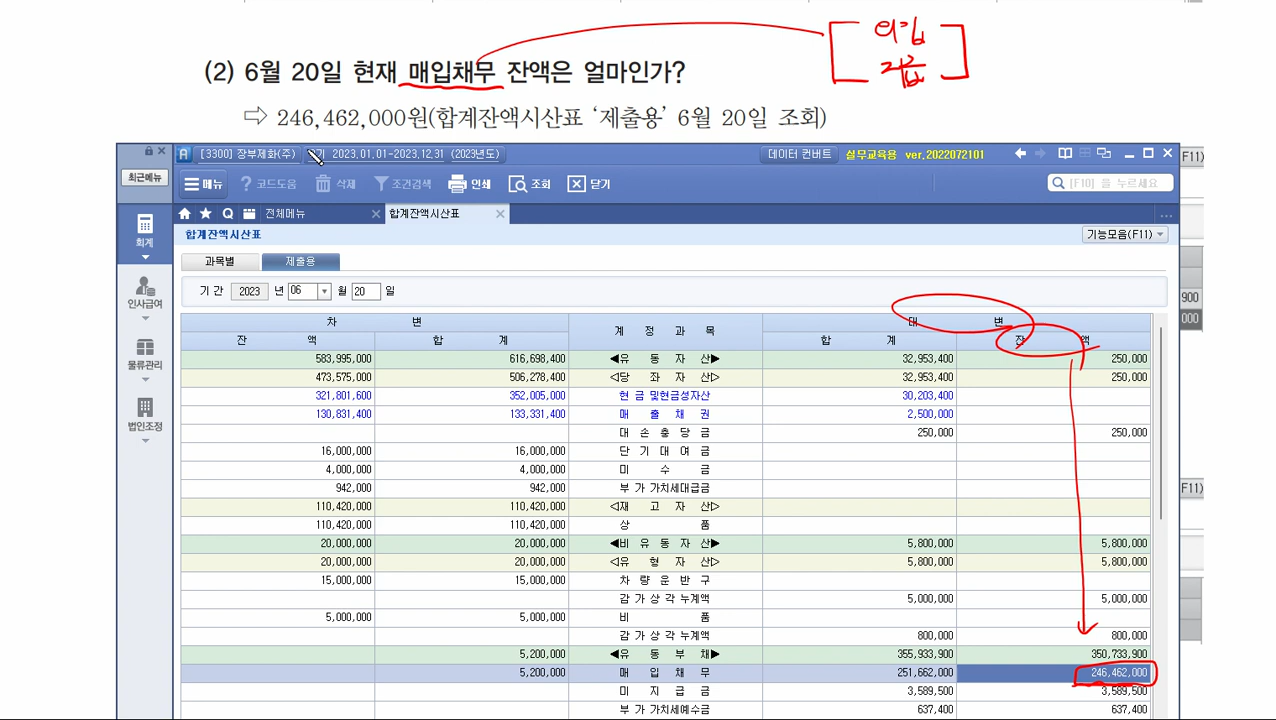 외상
지급
(2) 6월 20일 현재 매입채무 잔액은 얼마인가?
⇨ 246,462,000원(합계잔액시산표 ‘제출용’ 6월 20일 조회)
[3300] 장부제화(주) 기 2023.01.01-2023.12.31 (2023년도) 데이터 컨버트 실무교육용 ver.2022072101
F11)
최근메뉴 메뉴 ? 코드도움 삭제 조건검색 인쇄 조회 닫기 [F10] 을 누르세요.
전체메뉴 합계잔액시산표
회계 합계잔액시산표 기능모음(F11)
과목별 제출용
인사급여 기 간 2023 년 06 월 20 일
900
000
차 변 계 정 과 목 대 변
잔 액 합 계 합 계 잔 액
583,995,000 616,698,400 ◀유 동 자 산▶ 32,953,400 250,000
물류관리 473,575,000 506,278,400 ◁당 좌 자 산▷ 32,953,400 250,000
321,801,600 352,005,000 현 금 및현금성자산 30,203,400
130,831,400 133,331,400 매 출 채 권 2,500,000
법인조정 대 손 충 당 금 250,000 250,000
16,000,000 16,000,000 단 기 대 여 금
4,000,000 4,000,000 미 수 금
942,000 942,000 부 가 가치세대급금
F11)
110,420,000 110,420,000 ◁재 고 자 산▷
110,420,000 110,420,000 상 품
20,000,000 20,000,000 ◀비 유 동 자 산▶ 5,800,000 5,800,000
20,000,000 20,000,000 ◁유 형 자 산▷ 5,800,000 5,800,000
15,000,000 15,000,000 차 량 운 반 구
감 가 상 각 누계액 5,000,000 5,000,000
5,000,000 5,000,000 비 품
감 가 상 각 누계액 800,000 800,000
5,200,000 ◀유 동 부 채▶ 355,933,900 350,733,900
5,200,000 매 입 채 무 251,662,000 246,462,000
미 지 급 금 3,589,500 3,589,500
부 가 가치세예수금 637,400 637,400